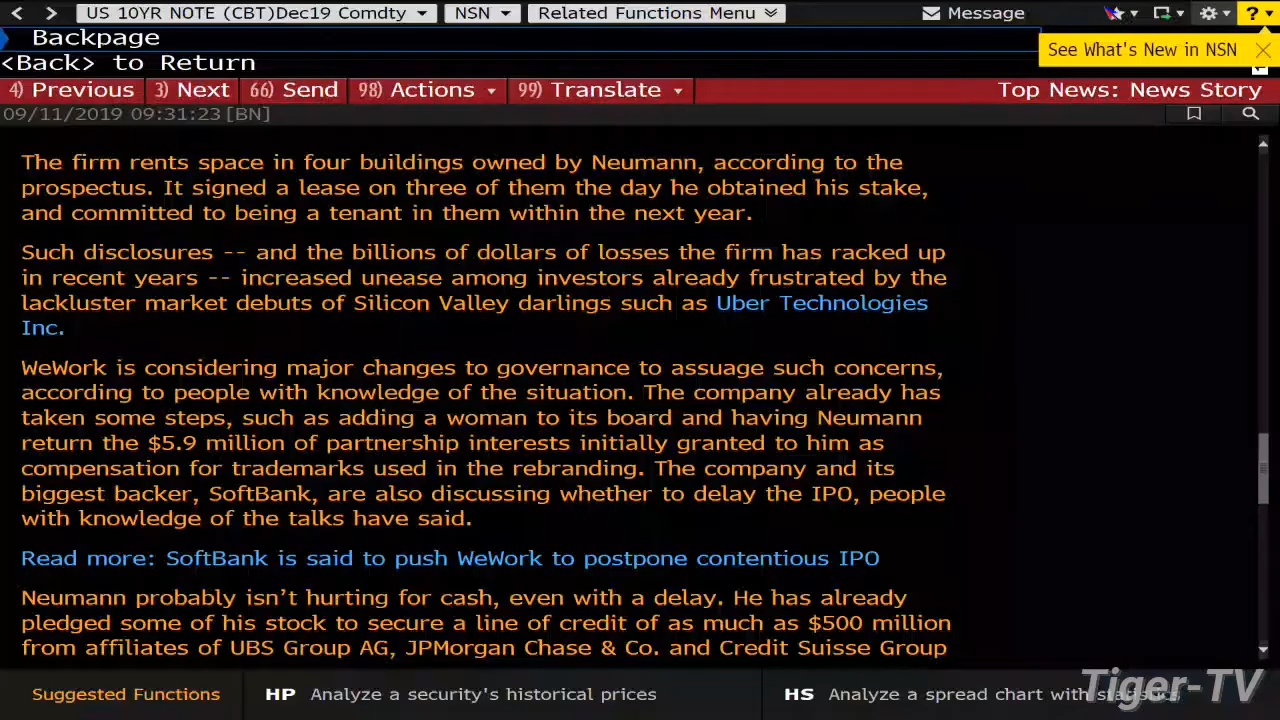 US 10YR NOTE (CBT)Dec19 Comdty NSN Related Functions Menu Message ?
Backpage
See What's New in NSN
<Back> to Return
4) Previous 3) Next 66) Send 98) Actions 99) Translate Top News: News Story
09/11/2019 09:31:23 [BN]
The firm rents space in four buildings owned by Neumann, according to the
prospectus. It signed a lease on three of them the day he obtained his stake,
and committed to being a tenant in them within the next year.
Such disclosures -- and the billions of dollars of losses the firm has racked up
in recent years -- increased unease among investors already frustrated by the
lackluster market debuts of Silicon Valley darlings such as Uber Technologies
Inc.
WeWork is considering major changes to governance to assuage such concerns,
according to people with knowledge of the situation. The company already has
taken some steps, such as adding a woman to its board and having Neumann
return the $5.9 million of partnership interests initially granted to him as
compensation for trademarks used in the rebranding. The company and its
biggest backer, SoftBank, are also discussing whether to delay the IPO, people
with knowledge of the talks have said.
Read more: SoftBank is said to push WeWork to postpone contentious IPO
Neumann probably isn't hurting for cash, even with a delay. He has already
pledged some of his stock to secure a line of credit of as much as $500 million
from affiliates of UBS Group AG, JPMorgan Chase & Co. and Credit Suisse Group
Suggested Functions HP Analyze a security's historical prices HS Analyze a spread chart with statistics
Tiger-TV